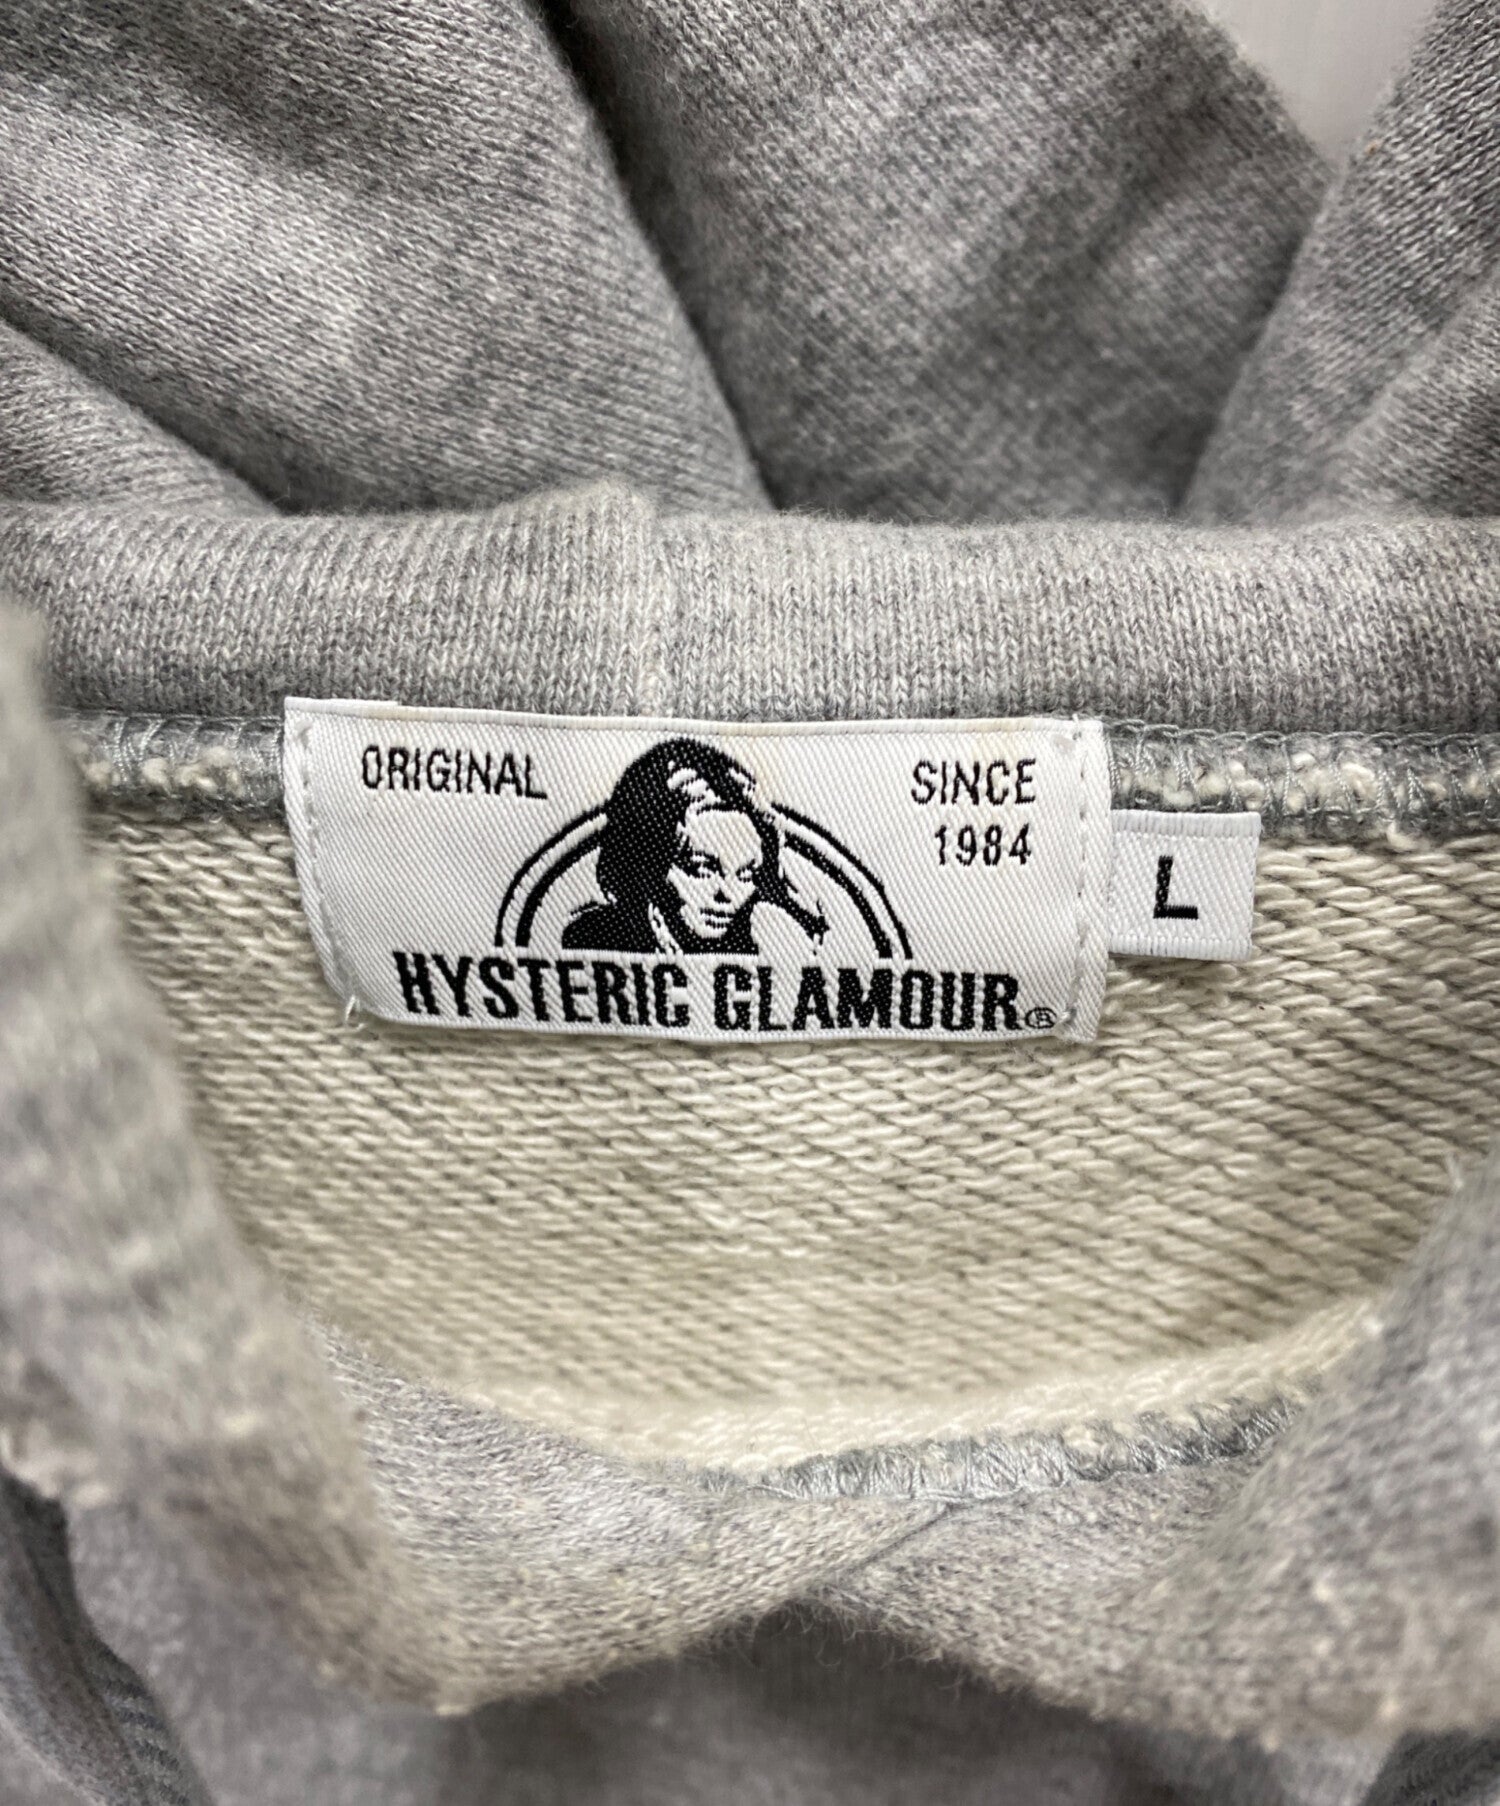 ORIGINAL
SINCE
1984
HYSTERIC GLAMOUR®
L